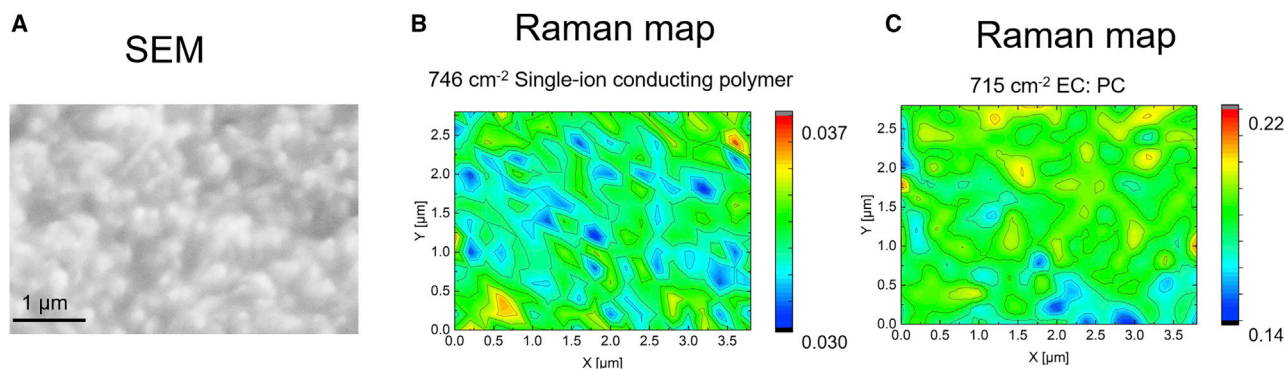 A
SEM
1 μm
B
Raman map
746 cm-2 Single-ion conducting polymer
Y [μm]
2.5
2.0
1.5
1.0
0.5
0.0
0.0 0.5 1.0 1.5 2.0 2.5 3.0 3.5
X [μm]
0.037
0.030
C
Raman map
715 cm-2 EC: PC
Y [μm]
2.5
2.0
1.5
1.0
0.5
0.0
0.0 0.5 1.0 1.5 2.0 2.5 3.0 3.5
X [μm]
0.22
0.14